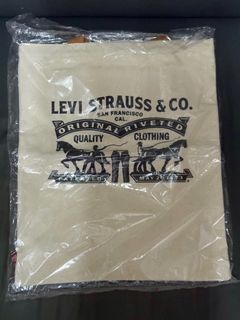 LEVI STRAUSS & CO.
SAN FRANCISCO
CAL.
ORIGINAL RIVETED
QUALITY CLOTHING